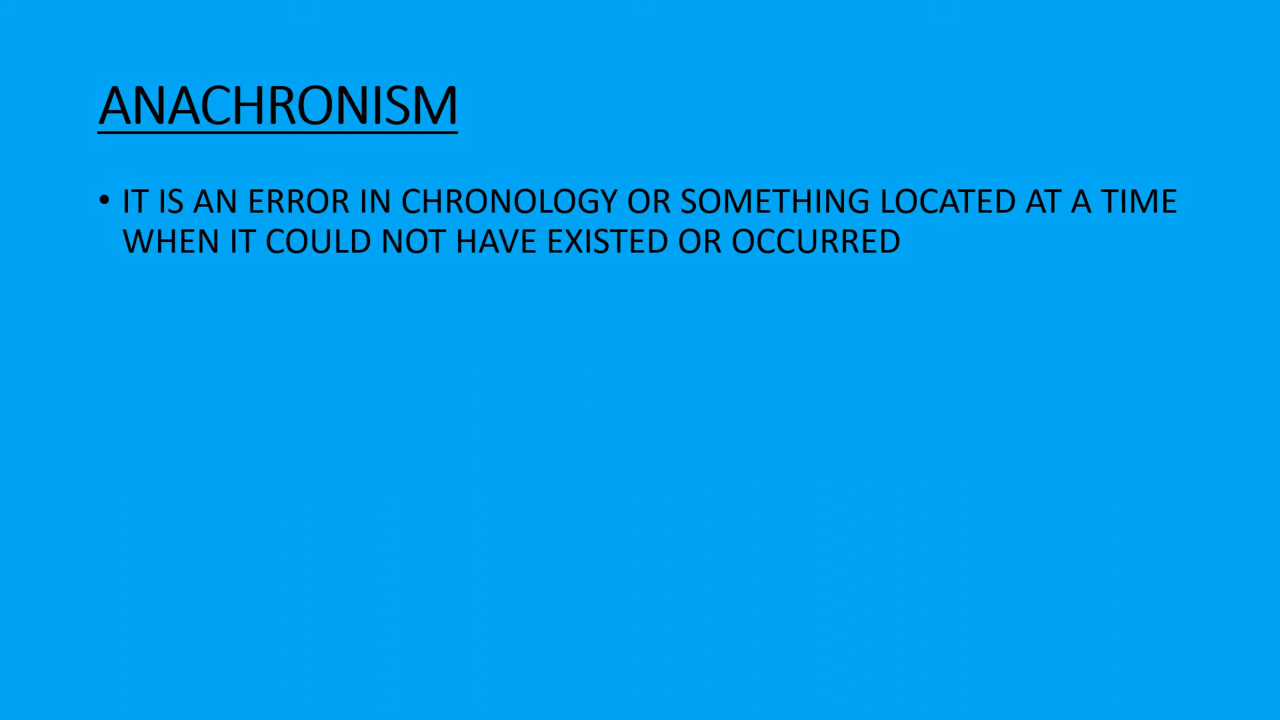 ANACHRONISM
• IT IS AN ERROR IN CHRONOLOGY OR SOMETHING LOCATED AT A TIME
WHEN IT COULD NOT HAVE EXISTED OR OCCURRED